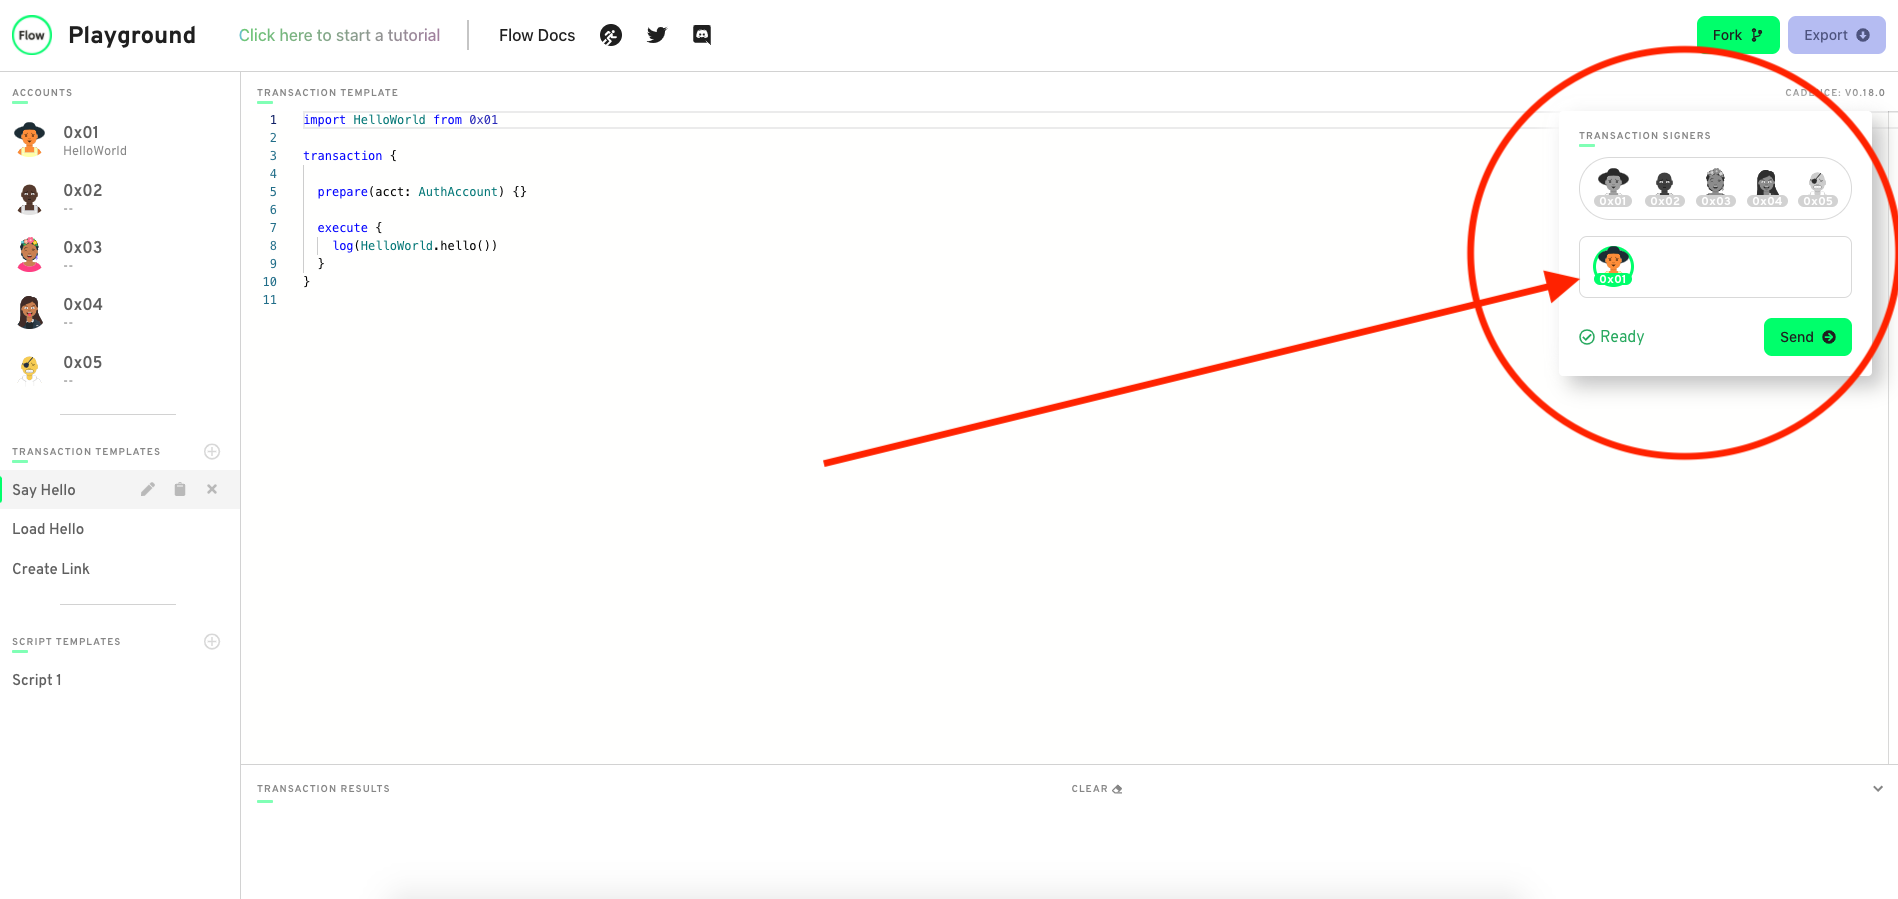 Flow
Playground
Click here to start a tutorial
Flow Docs
Fork
Export
ACCOUNTS
0x01
HelloWorld
0x02
--
0x03
--
0x04
--
0x05
--
TRANSACTION TEMPLATES
Say Hello
Load Hello
Create Link
SCRIPT TEMPLATES
Script 1
TRANSACTION TEMPLATE
CADENCE: V0.18.0
1 import HelloWorld from 0x01
2
3 transaction {
4
5 prepare(acct: AuthAccount) {}
6
7 execute {
8 log(HelloWorld.hello())
9 }
10 }
11
TRANSACTION SIGNERS
0x01 0x02 0x03 0x04 0x05
0x01
Ready
Send
TRANSACTION RESULTS
CLEAR